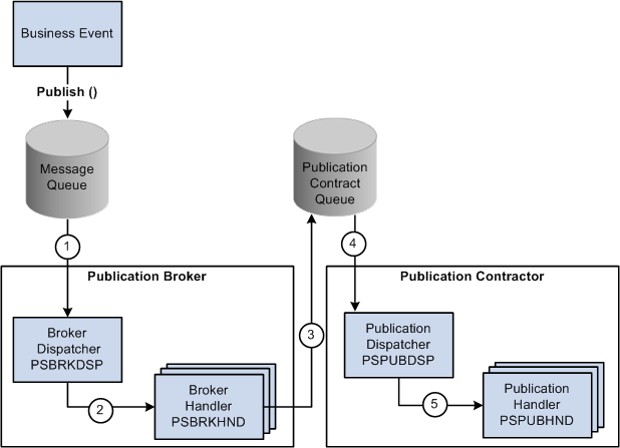 Business Event
Publish ()
Message
Queue
1
Publication Broker
Broker
Dispatcher
PSBRKDSP
2
Broker
Handler
PSBRKHND
3
Publication
Contract
Queue
4
Publication Contractor
Publication
Dispatcher
PSPUBDSP
5
Publication
Handler
PSPUBHND